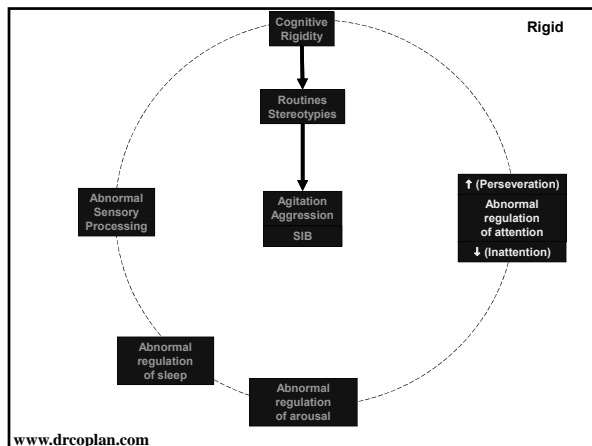 Cognitive
Rigidity
Rigid
Routines
Stereotypies
↑ (Perseveration)
Abnormal
regulation
of attention
↓ (Inattention)
Abnormal
Sensory
Processing
Agitation
Aggression
SIB
Abnormal
regulation
of sleep
Abnormal
regulation
of arousal
www.drcoplan.com